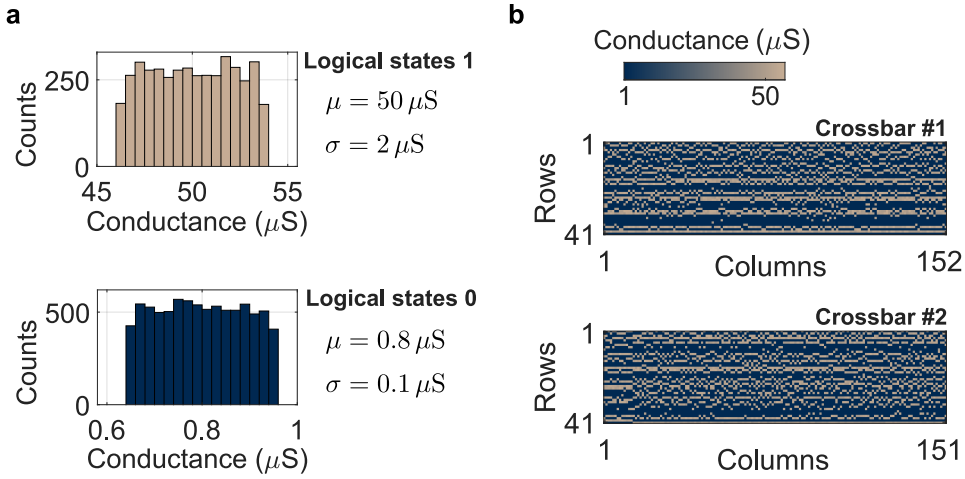 a
250
0
Counts
45
50
55
Conductance (μS)
Logical states 1
μ = 50 μS
σ = 2 μS
500
0
Counts
0.6
0.8
1
Conductance (μS)
Logical states 0
μ = 0.8 μS
σ = 0.1 μS
b
Conductance (μS)
1
50
Crossbar #1
1
Rows
41
1
152
Columns
Crossbar #2
1
Rows
41
1
151
Columns